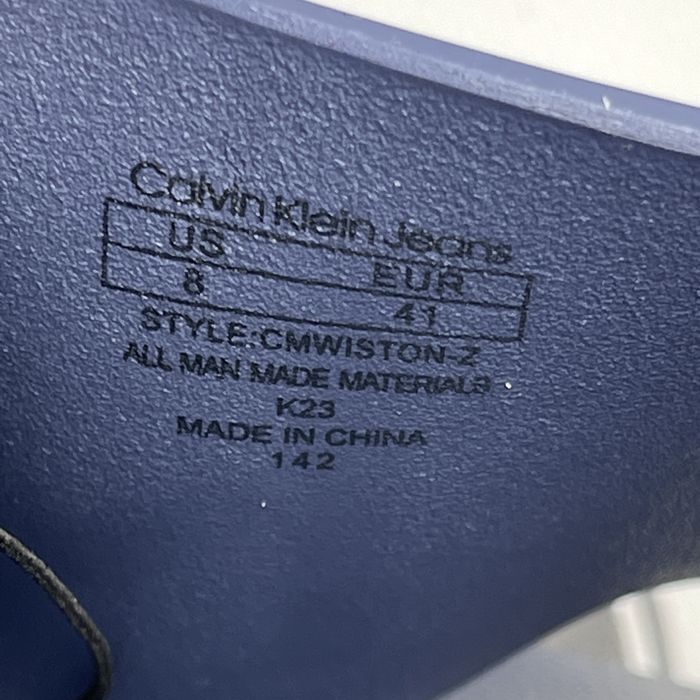 Calvin Klein Jeans
US EUR
8 41
STYLE:CMWISTON-Z
ALL MAN MADE MATERIALS
K23
MADE IN CHINA
142